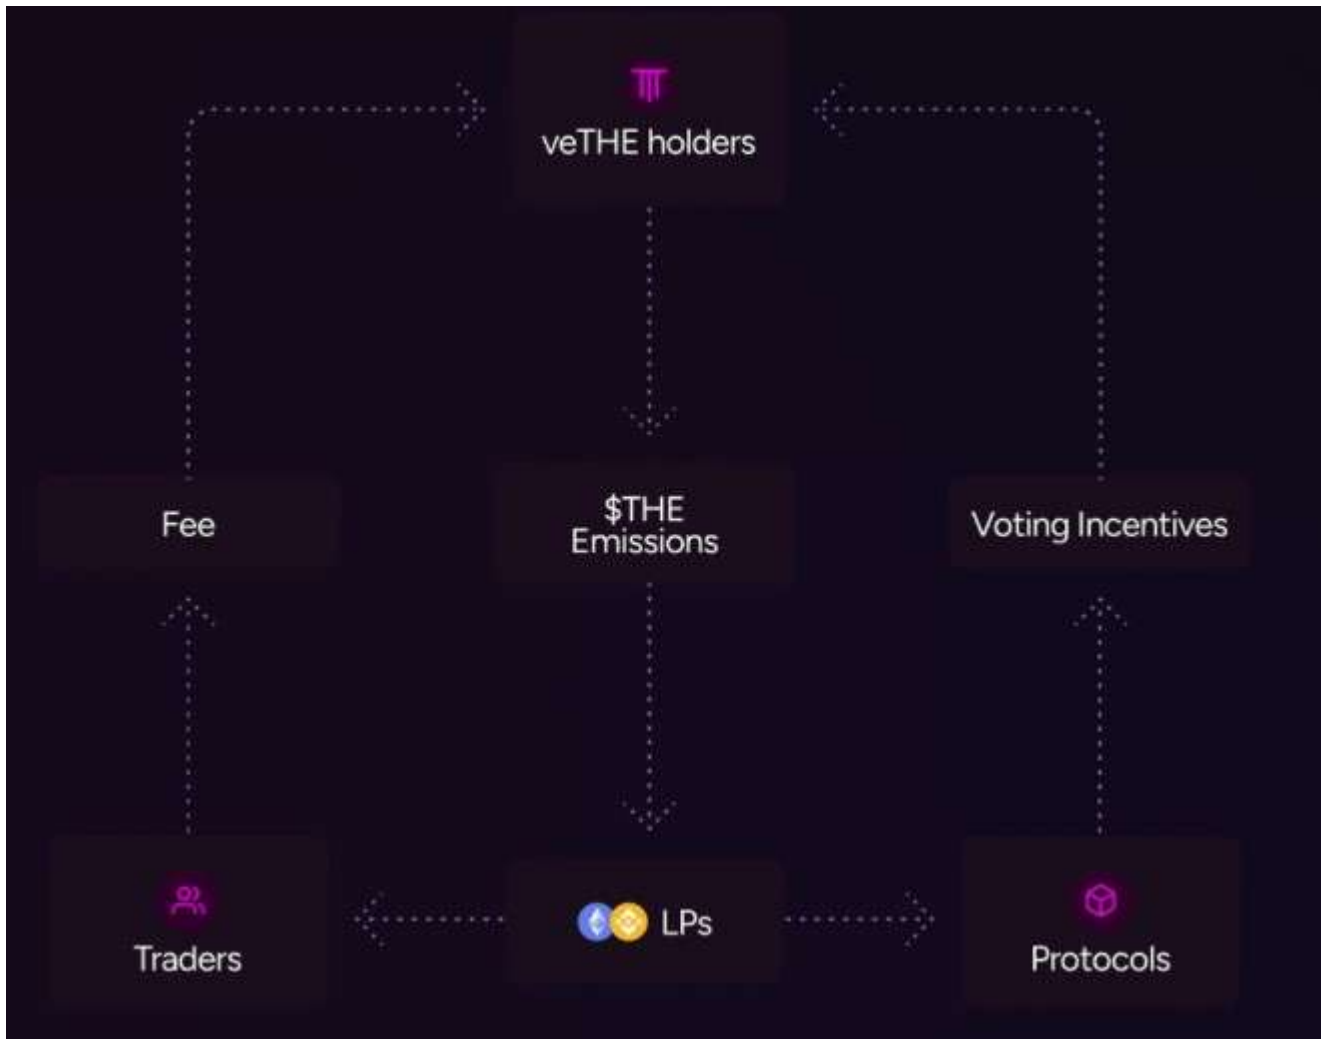 veTHE holders
Fee
$THE
Emissions
Voting Incentives
Traders
LPs
Protocols